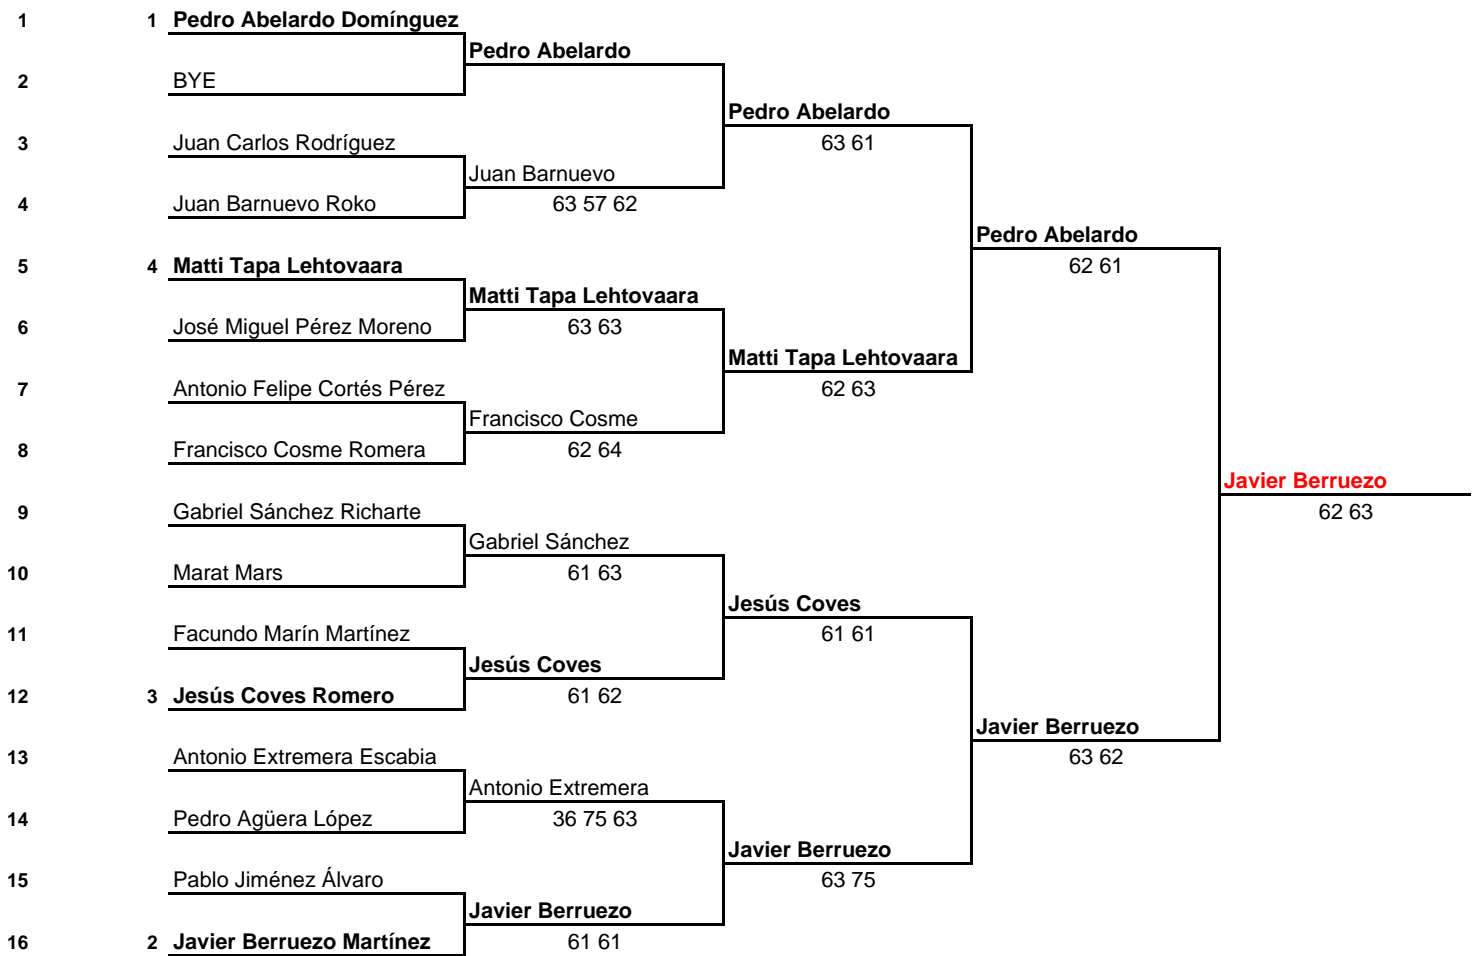 1 1 Pedro Abelardo Domínguez
Pedro Abelardo
2 BYE
Pedro Abelardo
3 Juan Carlos Rodríguez 63 61
Juan Barnuevo
4 Juan Barnuevo Roko 63 57 62
Pedro Abelardo
5 4 Matti Tapa Lehtovaara 62 61
Matti Tapa Lehtovaara
6 José Miguel Pérez Moreno 63 63
Matti Tapa Lehtovaara
7 Antonio Felipe Cortés Pérez 62 63
Francisco Cosme
8 Francisco Cosme Romera 62 64
Javier Berruezo
9 Gabriel Sánchez Richarte 62 63
Gabriel Sánchez
10 Marat Mars 61 63
Jesús Coves
11 Facundo Marín Martínez 61 61
Jesús Coves
12 3 Jesús Coves Romero 61 62
Javier Berruezo
13 Antonio Extremera Escabia 63 62
Antonio Extremera
14 Pedro Agüera López 36 75 63
Javier Berruezo
15 Pablo Jiménez Álvaro 63 75
Javier Berruezo
16 2 Javier Berruezo Martínez 61 61